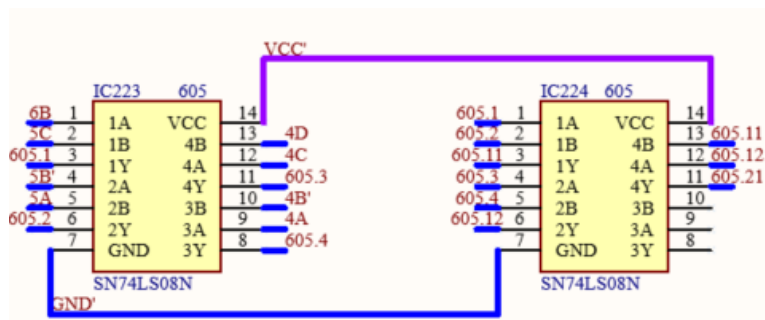 VCC'
IC223 605
6B 1 1A VCC 14
5C 2 1B 4B 13 4D
605.1 3 1Y 4A 12 4C
5B' 4 2A 4Y 11 605.3
5A 5 2B 3B 10 4B'
605.2 6 2Y 3A 9 4A
7 GND 3Y 8 605.4
SN74LS08N
GND'
IC224 605
605.1 1 1A VCC 14
605.2 2 1B 4B 13 605.11
605.11 3 1Y 4A 12 605.12
605.3 4 2A 4Y 11 605.21
605.4 5 2B 3B 10
605.12 6 2Y 3A 9
7 GND 3Y 8
SN74LS08N